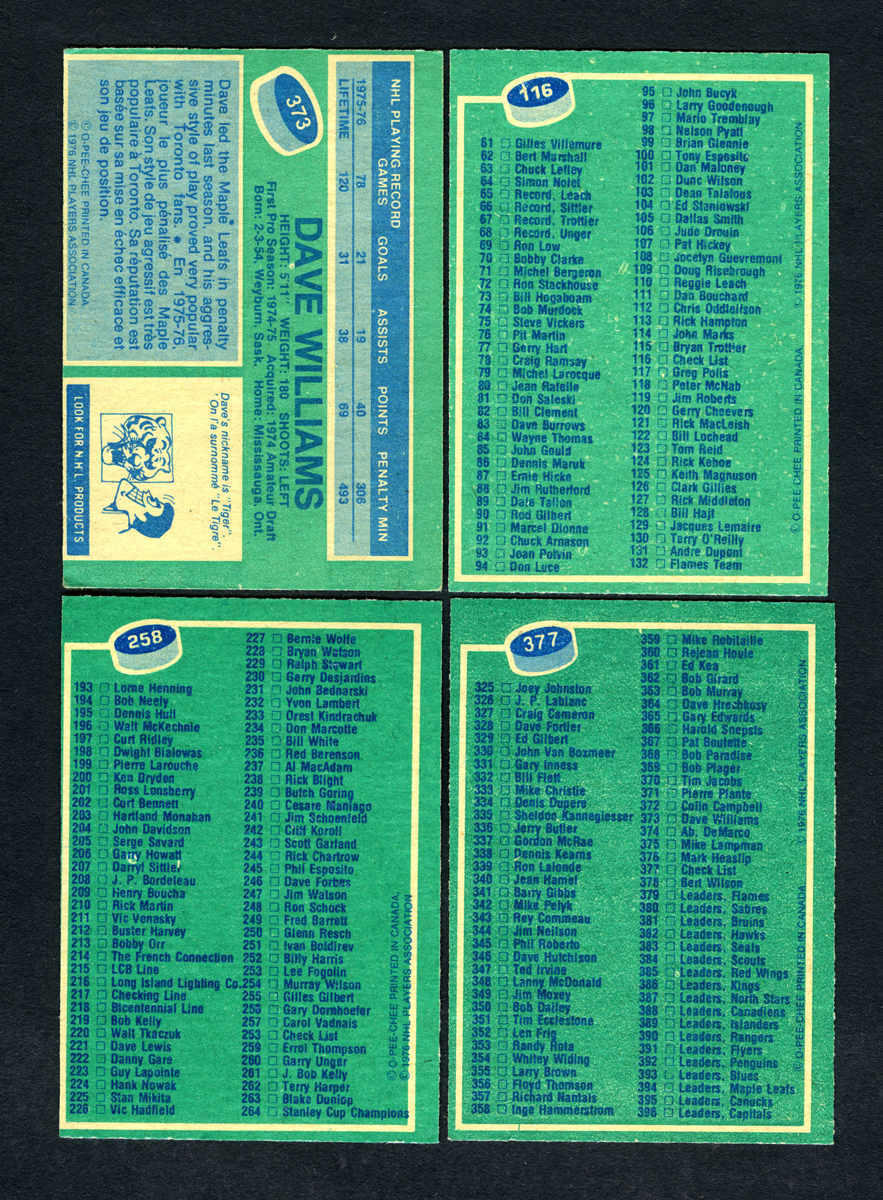 373
NHL PLAYING RECORD
GAMES GOALS ASSISTS POINTS PENALTY MIN
1975-76 78 21 19 40 306
LIFETIME 120 31 38 69 493
DAVE WILLIAMS
HEIGHT: 5'11" WEIGHT: 180 SHOOTS: LEFT
First Pro Season: 1974-75 Acquired: 1974 Amateur Draft
Born: 2-3-54, Weyburn, Sask. Home: Mississauga, Ont.
Dave led the Maple Leafs in penalty
minutes last season, and his aggres-
sive style of play proved very popular
with Toronto fans. • En 1975-76,
joueur le plus pénalisé des Maple
Leafs. Son style de jeu agressif est très
populaire à Toronto. Sa réputation est
basée sur sa mise en échec efficace et
son jeu de position.
© O-PEE-CHEE PRINTED IN CANADA.
© 1976 NHL PLAYERS ASSOCIATION.
Dave's nickname is "Tiger".
On l'a surnommé "Le Tigre".
LOOK FOR N.H.L. PRODUCTS
116
61 Gilles Villemure
62 Bert Marshall
63 Chuck Lefley
64 Simon Nolet
65 Record, Leach
66 Record, Sittler
67 Record, Trottier
68 Record, Unger
69 Ron Low
70 Bobby Clarke
71 Michel Bergeron
72 Ron Stackhouse
73 Bill Hogaboam
74 Bob Murdock
75 Steve Vickers
76 Pit Martin
77 Gerry Hart
78 Craig Ramsay
79 Michel Larocque
80 Jean Ratelle
81 Don Saleski
82 Bill Clement
83 Dave Burrows
84 Wayne Thomas
85 John Gould
86 Dennis Maruk
87 Ernie Hicke
88 Jim Rutherford
89 Dale Tallon
90 Rod Gilbert
91 Marcel Dionne
92 Chuck Arnason
93 Jean Potvin
94 Don Luce
95 John Bucyk
96 Larry Goodenough
97 Mario Tremblay
98 Nelson Pyatt
99 Brian Glennie
100 Tony Esposito
101 Dan Maloney
102 Dunc Wilson
103 Dean Talafous
104 Ed Staniowski
105 Dallas Smith
106 Jude Drouin
107 Pat Hickey
108 Jocelyn Guevremont
109 Doug Risebrough
110 Reggie Leach
111 Dan Bouchard
112 Chris Oddleifson
113 Rick Hampton
114 John Marks
115 Bryan Trottier
116 Check List
117 Greg Polis
118 Peter McNab
119 Jim Roberts
120 Gerry Cheevers
121 Rick MacLeish
122 Bill Lochead
123 Tom Reid
124 Rick Kehoe
125 Keith Magnuson
126 Clark Gillies
127 Rick Middleton
128 Bill Hajt
129 Jacques Lemaire
130 Terry O'Reilly
131 Andre Dupont
132 Flames Team
© 1976 NHL PLAYERS ASSOCIATION
© O-PEE-CHEE PRINTED IN CANADA
258
193 Lorne Henning
194 Bob Neely
195 Dennis Hull
196 Walt McKechnie
197 Curt Ridley
198 Dwight Bialowas
199 Pierre Larouche
200 Ken Dryden
201 Ross Lonsberry
202 Curt Bennett
203 Hartland Monahan
204 John Davidson
205 Serge Savard
206 Garry Howatt
207 Darryl Sittler
208 J. P. Bordeleau
209 Henry Boucha
210 Rick Martin
211 Vic Venasky
212 Buster Harvey
213 Bobby Orr
214 The French Connection
215 LCB Line
216 Long Island Lighting Co.
217 Checking Line
218 Bicentennial Line
219 Bob Kelly
220 Walt Tkaczuk
221 Dave Lewis
222 Danny Gare
223 Guy Lapointe
224 Hank Nowak
225 Stan Mikita
226 Vic Hadfield
227 Bernie Wolfe
228 Bryan Watson
229 Ralph Stewart
230 Gerry Desjardins
231 John Bednarski
232 Yvon Lambert
233 Orest Kindrachuk
234 Don Marcotte
235 Bill White
236 Red Berenson
237 Al MacAdam
238 Rick Blight
239 Butch Goring
240 Cesare Maniago
241 Jim Schoenfeld
242 Cliff Koroll
243 Scott Garland
244 Rick Chartrow
245 Phil Esposito
246 Dave Forbes
247 Jim Watson
248 Ron Schock
249 Fred Barrett
250 Glenn Resch
251 Ivan Boldirev
252 Billy Harris
253 Lee Fogolin
254 Murray Wilson
255 Gilles Gilbert
256 Gary Dornhoefer
257 Carol Vadnais
258 Check List
259 Errol Thompson
260 Garry Unger
261 J. Bob Kelly
262 Terry Harper
263 Blake Dunlop
264 Stanley Cup Champions
© O-PEE-CHEE PRINTED IN CANADA.
© 1976 NHL PLAYERS ASSOCIATION
377
325 Joey Johnston
326 J. P. Lablanc
327 Craig Cameron
328 Dave Fortier
329 Ed Gilbert
330 John Van Boxmeer
331 Gary Inness
332 Bill Flett
333 Mike Christie
334 Denis Dupere
335 Sheldon Kannegiesser
336 Jerry Butler
337 Gordon McRae
338 Dennis Kearns
339 Ron Lalonde
340 Jean Hamel
341 Barry Gibbs
342 Mike Pelyk
343 Rey Comeau
344 Jim Neilson
345 Phil Roberto
346 Dave Hutchison
347 Ted Irvine
348 Lanny McDonald
349 Jim Moxey
350 Bob Dailey
351 Tim Ecclestone
352 Len Frig
353 Randy Rota
354 Whitey Widing
355 Larry Brown
356 Floyd Thomson
357 Richard Nantais
358 Inge Hammerstrom
359 Mike Robitaille
360 Rejean Houle
361 Ed Kea
362 Bob Girard
363 Bob Murray
364 Dave Hrechkosy
365 Gary Edwards
366 Harold Snepsts
367 Pat Boutette
368 Bob Paradise
369 Bob Plager
370 Tim Jacobs
371 Pierre Plante
372 Colin Campbell
373 Dave Williams
374 Ab. DeMarco
375 Mike Lampman
376 Mark Heaslip
377 Check List
378 Bert Wilson
379 Leaders, Flames
380 Leaders, Sabres
381 Leaders, Bruins
382 Leaders, Hawks
383 Leaders, Seals
384 Leaders, Scouts
385 Leaders, Red Wings
386 Leaders, Kings
387 Leaders, North Stars
388 Leaders, Canadiens
389 Leaders, Islanders
390 Leaders, Rangers
391 Leaders, Flyers
392 Leaders, Penguins
393 Leaders, Blues
394 Leaders, Maple Leafs
395 Leaders, Canucks
396 Leaders, Capitals
© 1976 NHL PLAYERS ASSOCIATION
© O-PEE-CHEE PRINTED IN CANADA